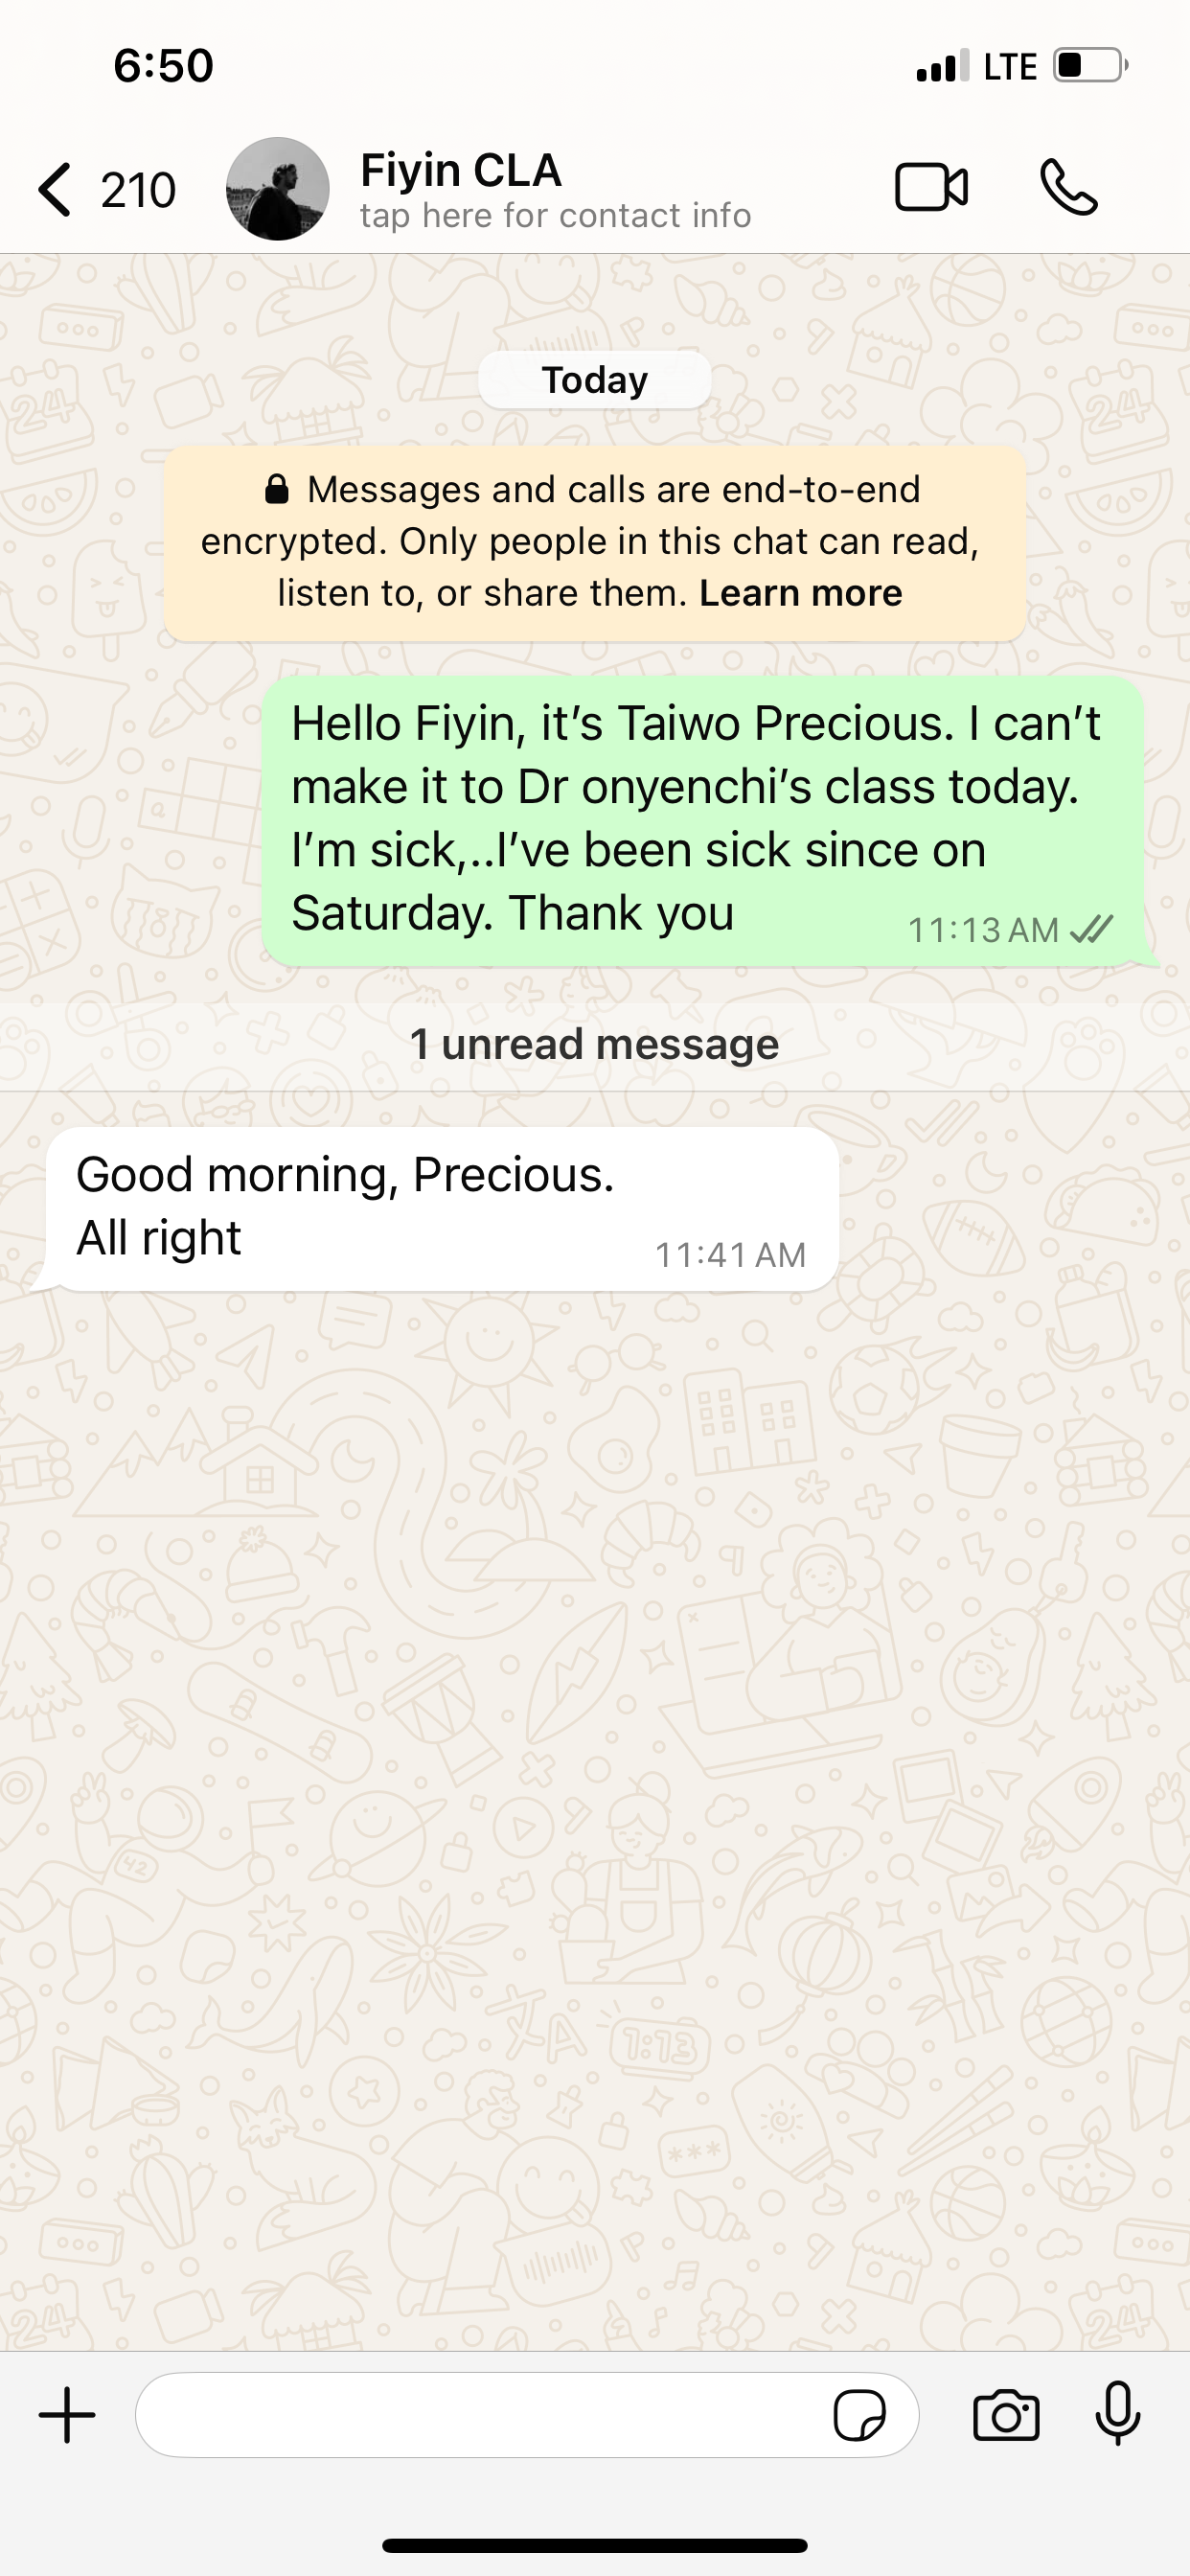 6:50 LTE
210 Fiyin CLA
tap here for contact info
Today
Messages and calls are end-to-end
encrypted. Only people in this chat can read,
listen to, or share them. Learn more
Hello Fiyin, it’s Taiwo Precious. I can’t
make it to Dr onyenchi’s class today.
I’m sick,..I’ve been sick since on
Saturday. Thank you 11:13 AM
1 unread message
Good morning, Precious.
All right 11:41 AM